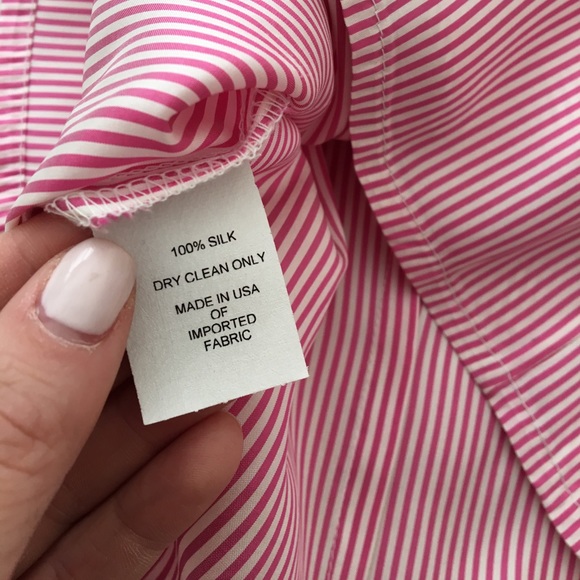 100% SILK
DRY CLEAN ONLY
MADE IN USA
OF
IMPORTED
FABRIC